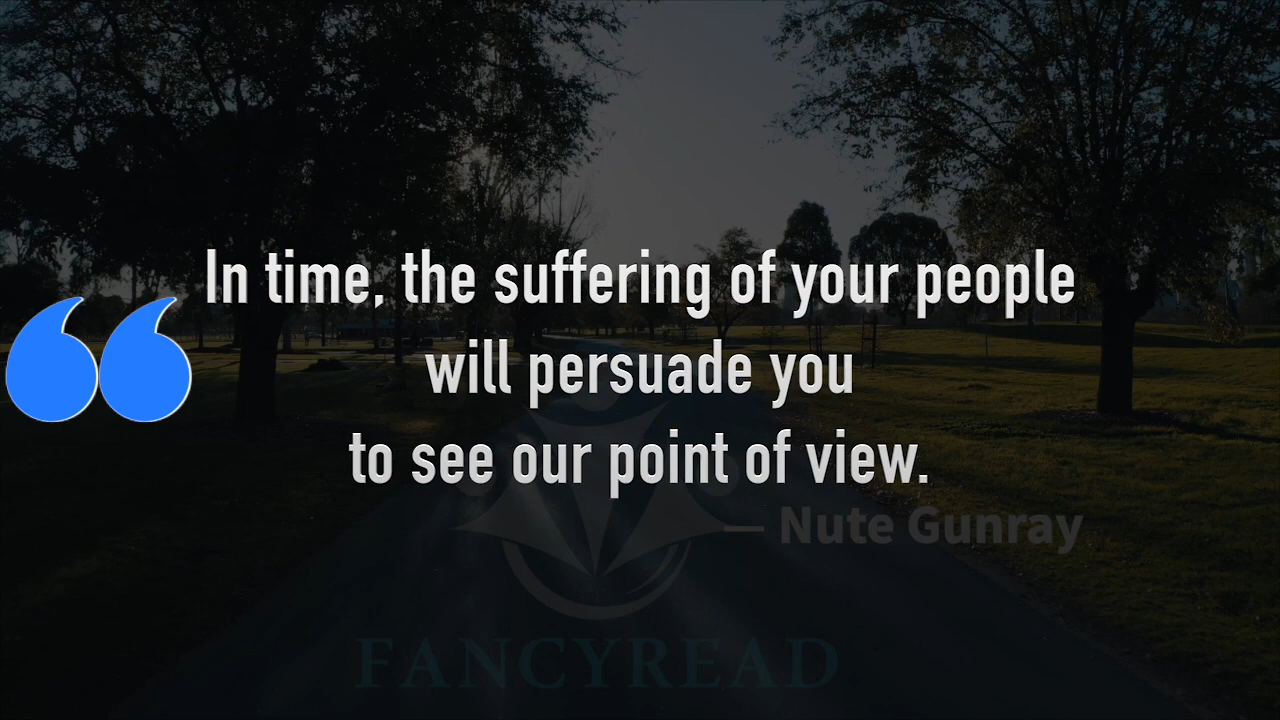 In time, the suffering of your people
will persuade you
to see our point of view.
— Nute Gunray
FANCYREAD